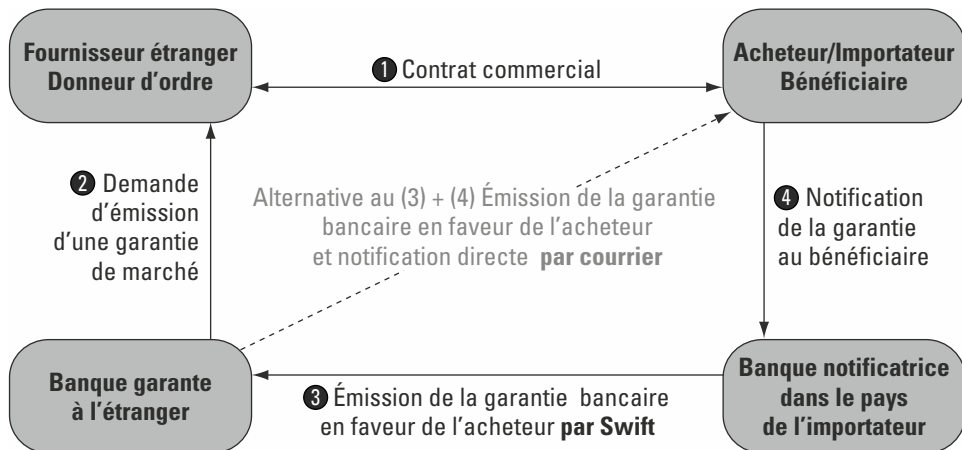 Fournisseur étranger
Donneur d'ordre
1 Contrat commercial
Acheteur/Importateur
Bénéficiaire
2 Demande
d'émission
d'une garantie
de marché
Alternative au (3) + (4) Émission de la garantie
bancaire en faveur de l'acheteur
et notification directe par courrier
4 Notification
de la garantie
au bénéficiaire
Banque garante
à l'étranger
3 Émission de la garantie bancaire
en faveur de l'acheteur par Swift
Banque notificatrice
dans le pays
de l'importateur